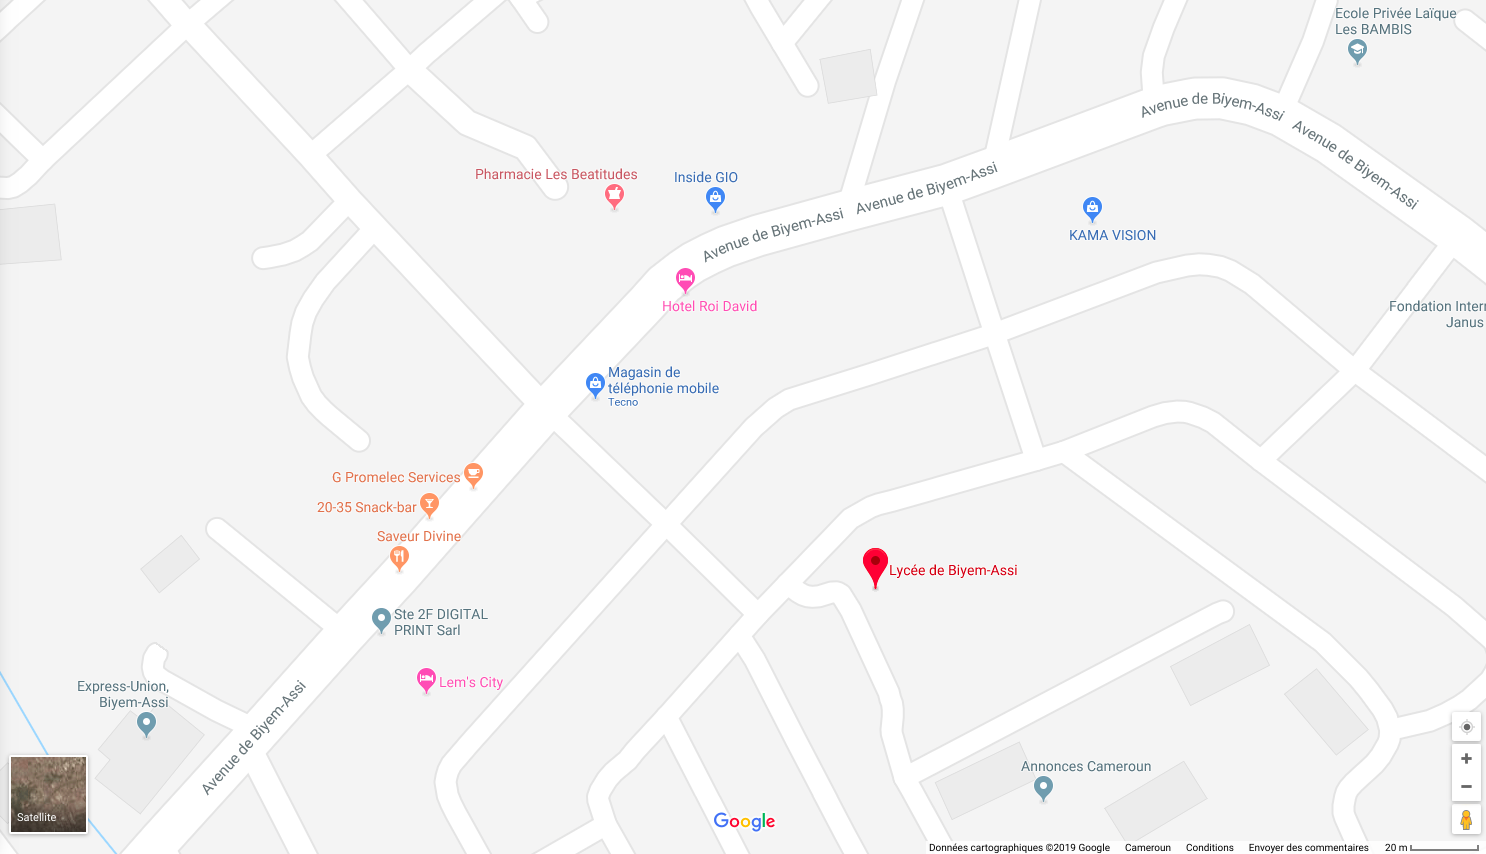 Ecole Privée Laïque
Les BAMBIS
Avenue de Biyem-Assi
Avenue de Biyem-Assi
Pharmacie Les Beatitudes
Inside GIO
Avenue de Biyem-Assi
Avenue de Biyem-Assi
KAMA VISION
Hotel Roi David
Fondation Intern
Janus
Magasin de
téléphonie mobile
Tecno
G Promelec Services
20-35 Snack-bar
Saveur Divine
Lycée de Biyem-Assi
Ste 2F DIGITAL
PRINT Sarl
Lem's City
Express-Union,
Biyem-Assi
Avenue de Biyem-Assi
Annonces Cameroun
Satellite
Google
Données cartographiques ©2019 Google Cameroun Conditions Envoyer des commentaires 20 m